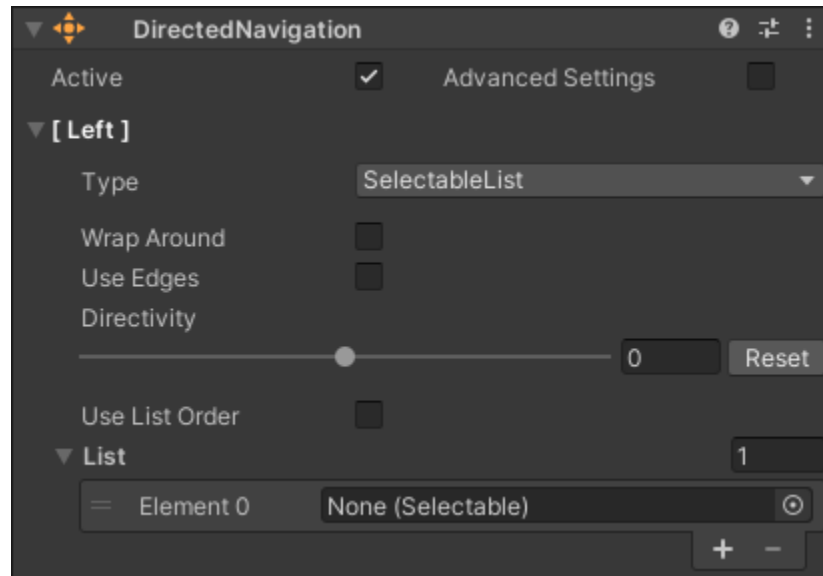 DirectedNavigation
Active Advanced Settings
[ Left ]
Type SelectableList
Wrap Around
Use Edges
Directivity
0 Reset
Use List Order
List 1
Element 0 None (Selectable)
+ −